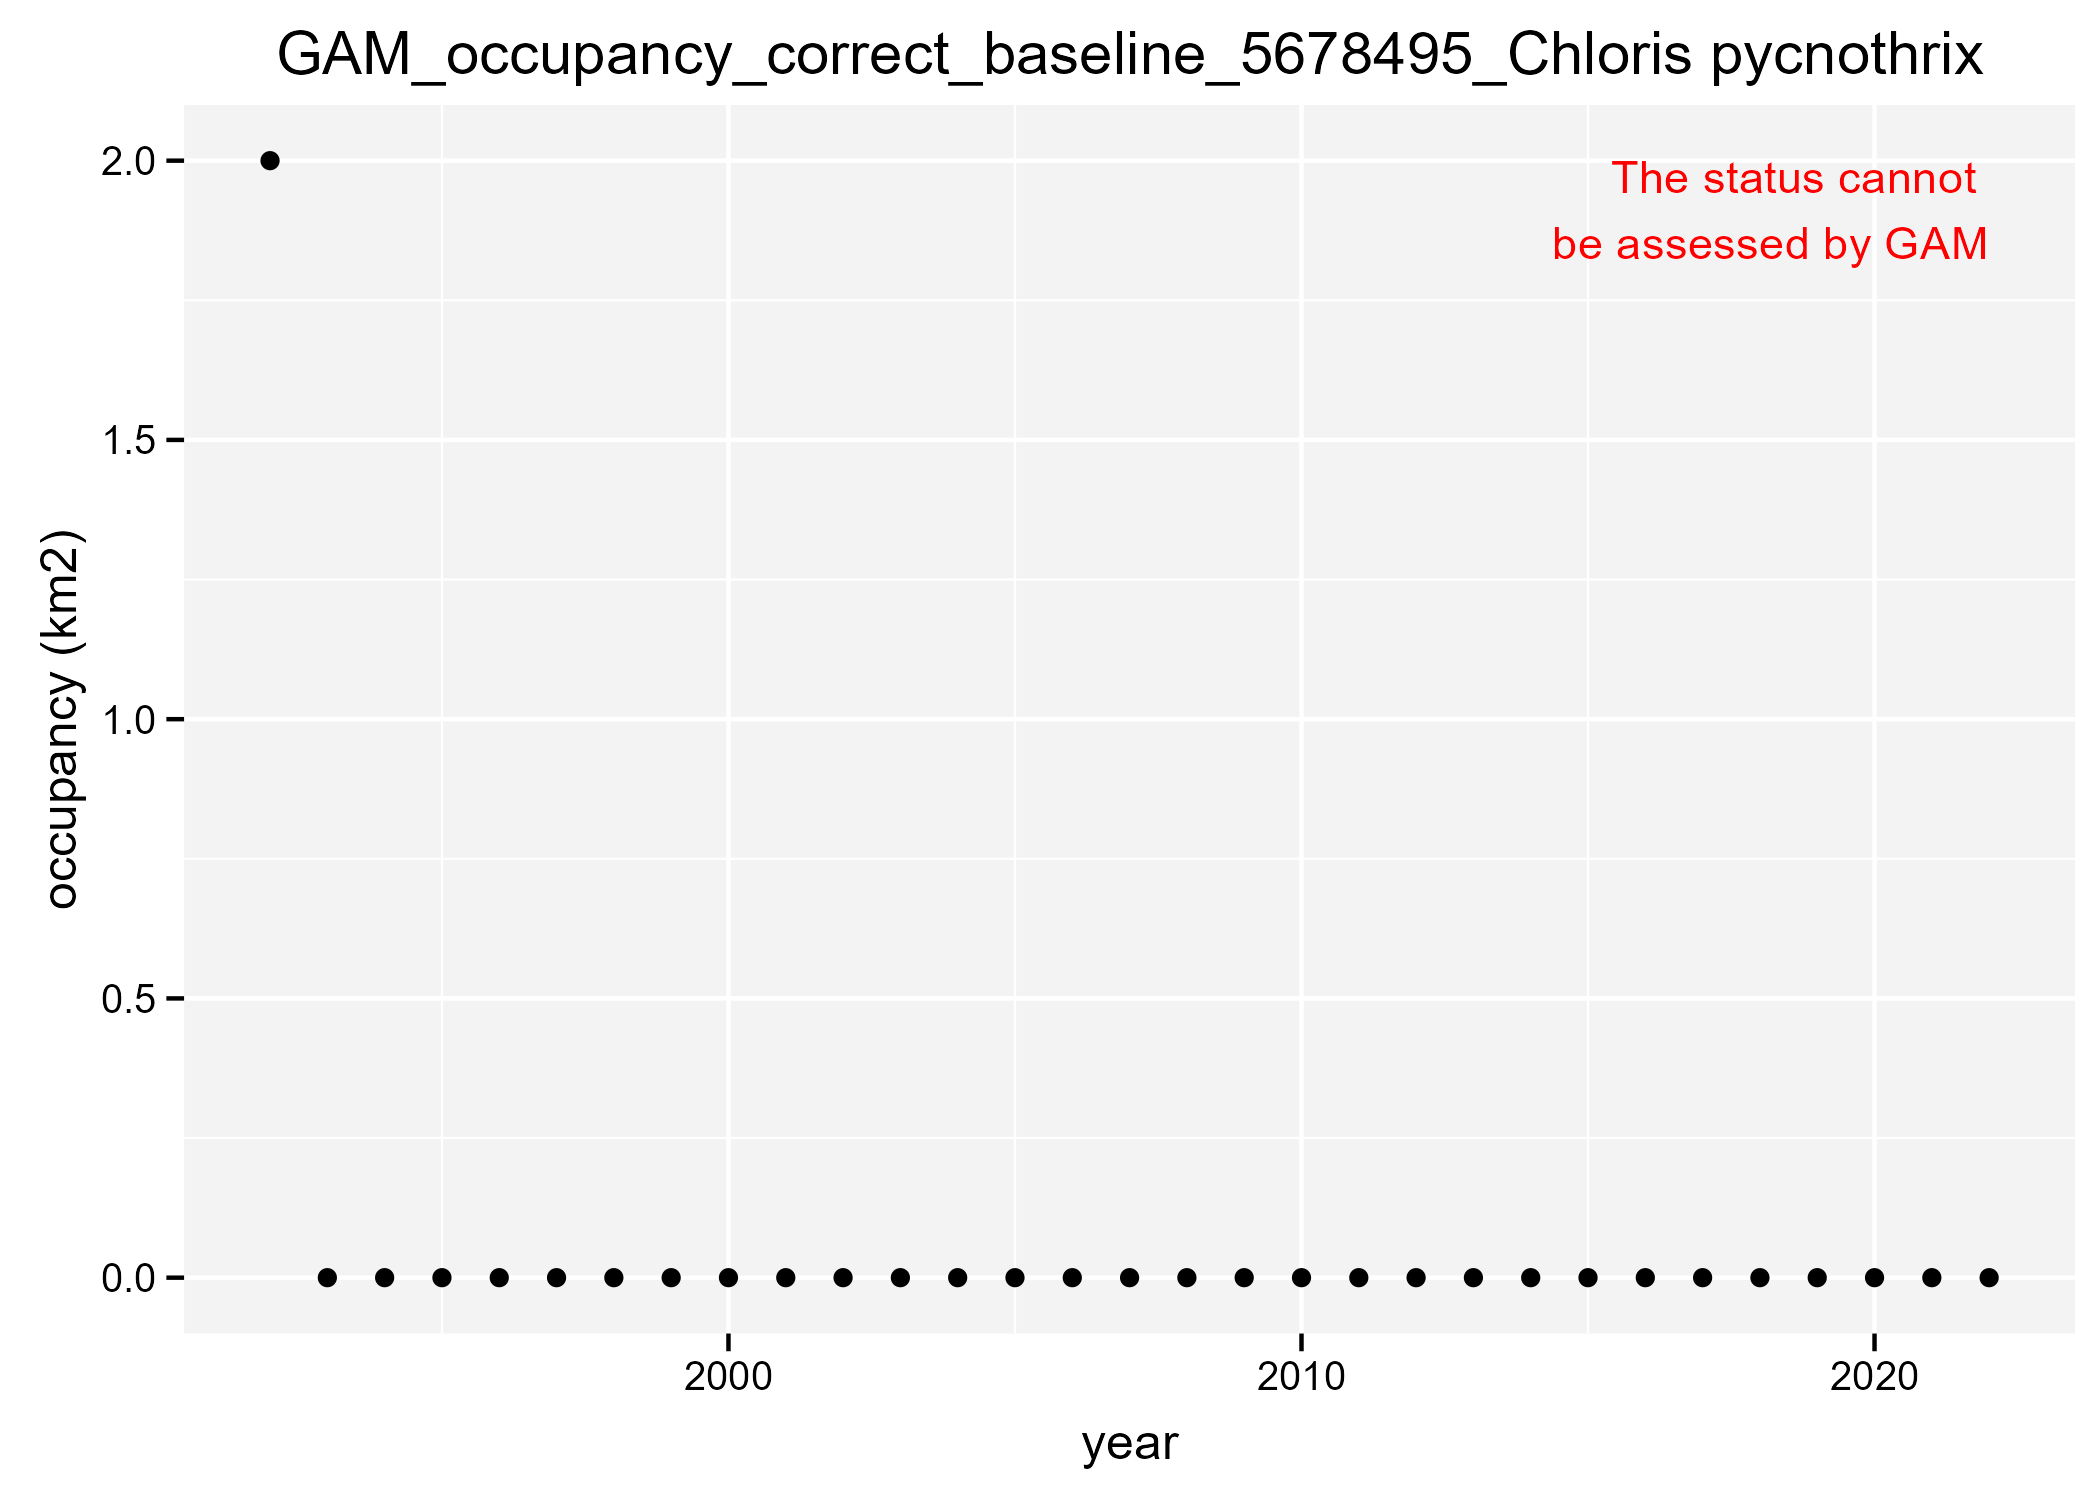 GAM_occupancy_correct_baseline_5678495_Chloris pycnothrix
The status cannot
be assessed by GAM
2.0
1.5
1.0
0.5
0.0
occupancy (km2)
2000
2010
2020
year